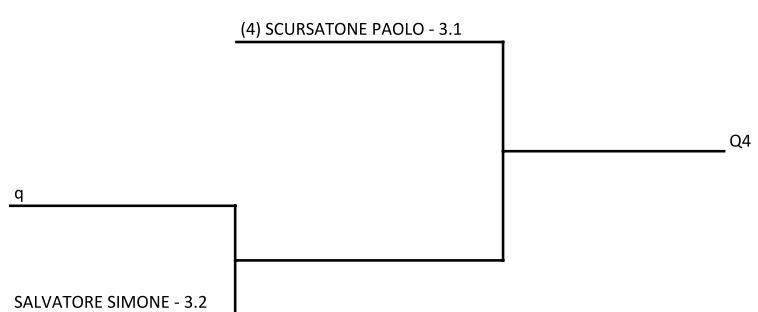 (4) SCURSATONE PAOLO - 3.1
Q4
q
SALVATORE SIMONE - 3.2